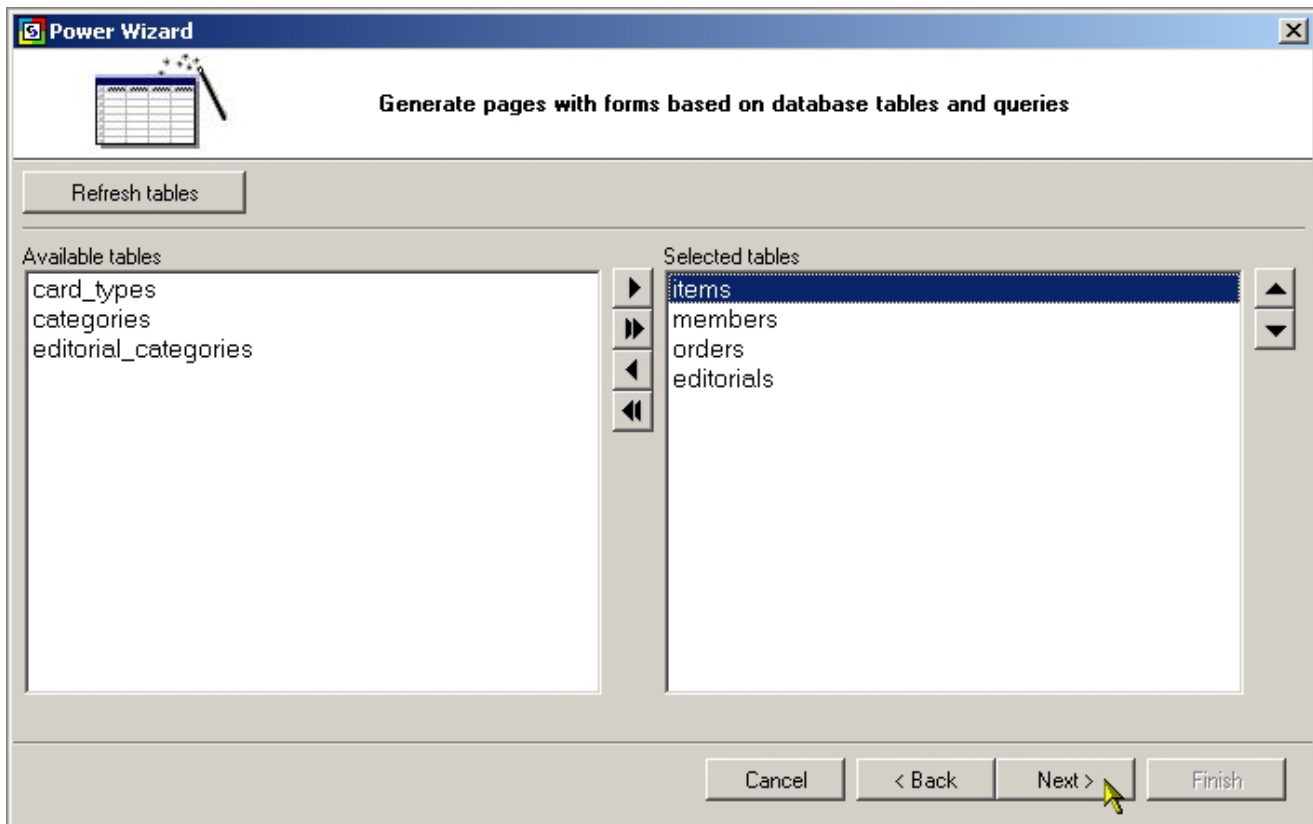 Power Wizard
Generate pages with forms based on database tables and queries
Refresh tables
Available tables
card_types
categories
editorial_categories
Selected tables
items
members
orders
editorials
Cancel
< Back
Next >
Finish